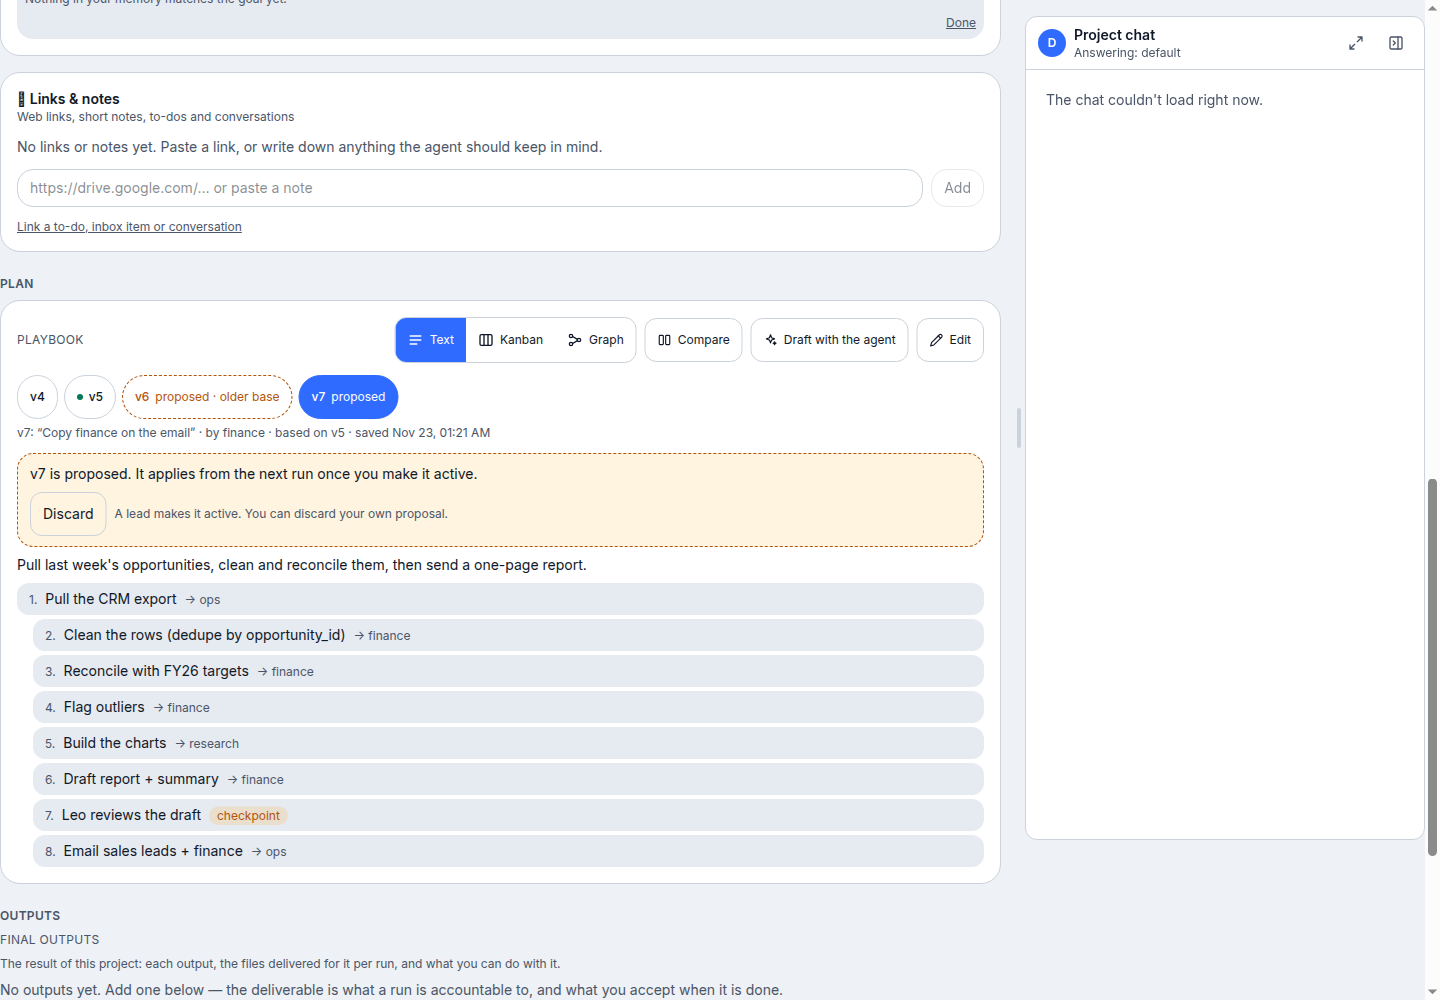 Nothing in your memory matches the goal yet.
Done
Links & notes
Web links, short notes, to-dos and conversations
No links or notes yet. Paste a link, or write down anything the agent should keep in mind.
https://drive.google.com/... or paste a note
Add
Link a to-do, inbox item or conversation
PLAN
PLAYBOOK
Text
Kanban
Graph
Compare
Draft with the agent
Edit
v4
v5
v6 proposed · older base
v7 proposed
v7: “Copy finance on the email” · by finance · based on v5 · saved Nov 23, 01:21 AM
v7 is proposed. It applies from the next run once you make it active.
Discard
A lead makes it active. You can discard your own proposal.
Pull last week's opportunities, clean and reconcile them, then send a one-page report.
1. Pull the CRM export → ops
2. Clean the rows (dedupe by opportunity_id) → finance
3. Reconcile with FY26 targets → finance
4. Flag outliers → finance
5. Build the charts → research
6. Draft report + summary → finance
7. Leo reviews the draft checkpoint
8. Email sales leads + finance → ops
OUTPUTS
FINAL OUTPUTS
The result of this project: each output, the files delivered for it per run, and what you can do with it.
No outputs yet. Add one below — the deliverable is what a run is accountable to, and what you accept when it is done.
D
Project chat
Answering: default
The chat couldn't load right now.